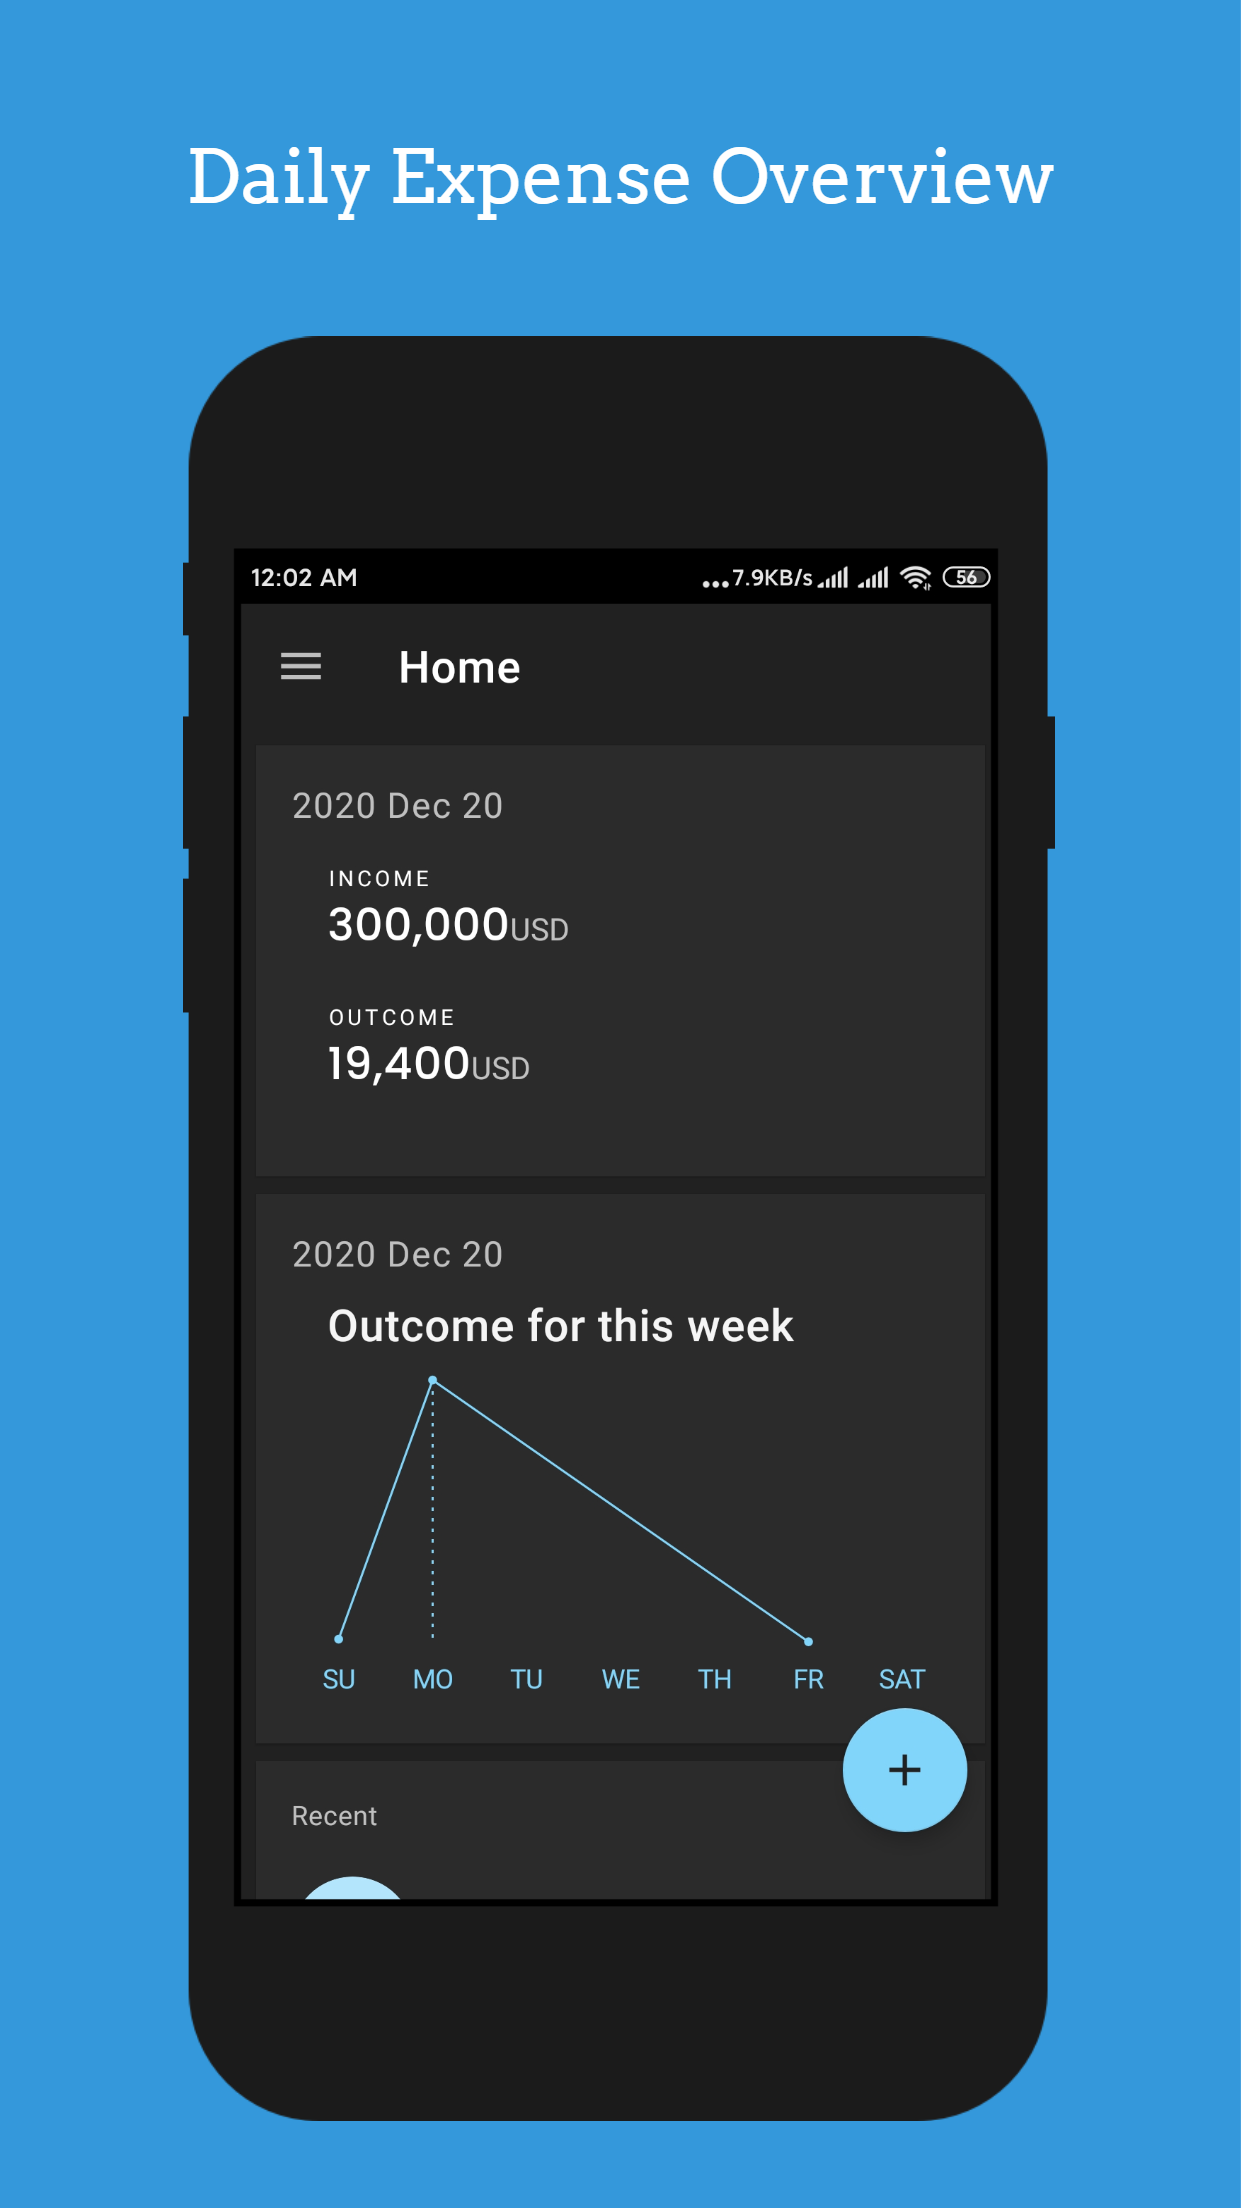 Daily Expense Overview
12:02 AM ...7.9KB/s 56
Home
2020 Dec 20
INCOME
300,000USD
OUTCOME
19,400USD
2020 Dec 20
Outcome for this week
SU MO TU WE TH FR SAT
+
Recent